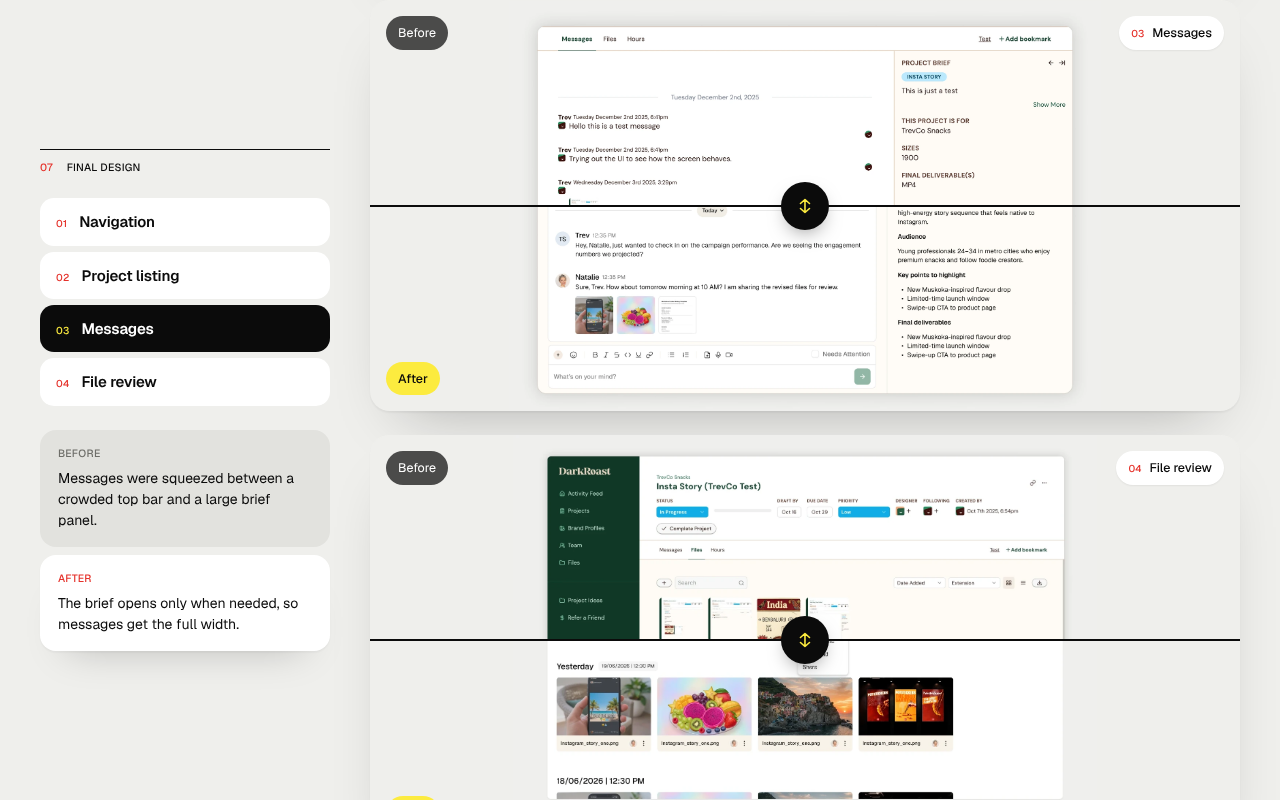 07 FINAL DESIGN
01 Navigation
02 Project listing
03 Messages
04 File review
BEFORE
Messages were squeezed between a
crowded top bar and a large brief
panel.
AFTER
The brief opens only when needed, so
messages get the full width.
Before
03 Messages
Messages Files Hours
Test + Add bookmark
Tuesday December 2nd, 2025
Trev Tuesday December 2nd 2025, 6:41pm
Hello this is a test message
Trev Tuesday December 2nd 2025, 6:41pm
Trying out the UI to see how the screen behaves.
Trev Wednesday December 3rd 2025, 3:28pm
PROJECT BRIEF
INSTA STORY
This is just a test
Show More
THIS PROJECT IS FOR
TrevCo Snacks
SIZES
1900
FINAL DELIVERABLE(S)
MP4
Today
TS Trev 12:35 PM
Hey, Natalie, just wanted to check in on the campaign performance. Are we seeing the engagement
numbers we projected?
Natalie 12:35 PM
Sure, Trev. How about tomorrow morning at 10 AM? I am sharing the revised files for review.
B I S U
Needs Attention
What's on your mind?
high-energy story sequence that feels native to
Instagram.
Audience
Young professionals 24–34 in metro cities who enjoy
premium snacks and follow foodie creators.
Key points to highlight
• New Muskoka-inspired flavour drop
• Limited-time launch window
• Swipe-up CTA to product page
Final deliverables
• New Muskoka-inspired flavour drop
• Limited-time launch window
• Swipe-up CTA to product page
After
Before
04 File review
DarkRoast
Activity Feed
Projects
Brand Profiles
Team
Files
Project Ideas
$ Refer a Friend
TrevCo Snacks
Insta Story (TrevCo Test)
STATUS DRAFT BY DUE DATE PRIORITY DESIGNER FOLLOWING CREATED BY
In Progress Oct 16 Oct 29 Low Oct 7th 2025, 6:54pm
Complete Project
Messages Files Hours
Test + Add bookmark
Search
Date Added Extension
India
BENGALURU
Share
Yesterday 19/06/2026 | 12:30 PM
Instagram_story_one.png Instagram_story_one.png Instagram_story_one.png Instagram_story_one.png
18/06/2026 | 12:30 PM